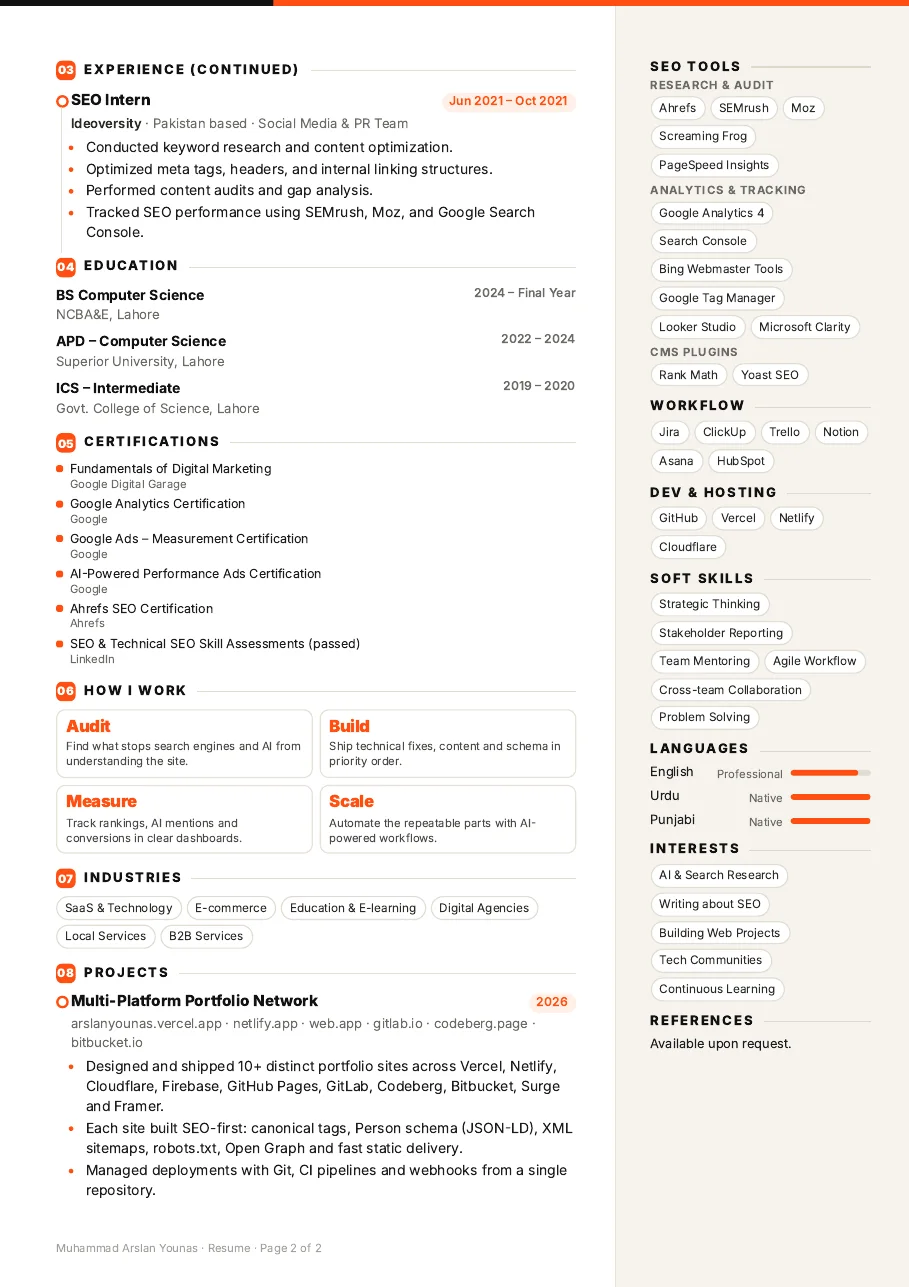 03 EXPERIENCE (CONTINUED)
SEO Intern
Jun 2021 – Oct 2021
Ideoversity · Pakistan based · Social Media & PR Team
• Conducted keyword research and content optimization.
• Optimized meta tags, headers, and internal linking structures.
• Performed content audits and gap analysis.
• Tracked SEO performance using SEMrush, Moz, and Google Search
Console.
04 EDUCATION
BS Computer Science
2024 – Final Year
NCBA&E, Lahore
APD – Computer Science
2022 – 2024
Superior University, Lahore
ICS – Intermediate
2019 – 2020
Govt. College of Science, Lahore
05 CERTIFICATIONS
Fundamentals of Digital Marketing
Google Digital Garage
Google Analytics Certification
Google
Google Ads – Measurement Certification
Google
AI-Powered Performance Ads Certification
Google
Ahrefs SEO Certification
Ahrefs
SEO & Technical SEO Skill Assessments (passed)
LinkedIn
06 HOW I WORK
Audit
Find what stops search engines and AI from
understanding the site.
Build
Ship technical fixes, content and schema in
priority order.
Measure
Track rankings, AI mentions and
conversions in clear dashboards.
Scale
Automate the repeatable parts with AI-
powered workflows.
07 INDUSTRIES
SaaS & Technology E-commerce Education & E-learning Digital Agencies
Local Services B2B Services
08 PROJECTS
Multi-Platform Portfolio Network
2026
arslanyounas.vercel.app · netlify.app · web.app · gitlab.io · codeberg.page ·
bitbucket.io
• Designed and shipped 10+ distinct portfolio sites across Vercel, Netlify,
Cloudflare, Firebase, GitHub Pages, GitLab, Codeberg, Bitbucket, Surge
and Framer.
• Each site built SEO-first: canonical tags, Person schema (JSON-LD), XML
sitemaps, robots.txt, Open Graph and fast static delivery.
• Managed deployments with Git, CI pipelines and webhooks from a single
repository.
Muhammad Arslan Younas · Resume · Page 2 of 2
SEO TOOLS
RESEARCH & AUDIT
Ahrefs SEMrush Moz
Screaming Frog
PageSpeed Insights
ANALYTICS & TRACKING
Google Analytics 4
Search Console
Bing Webmaster Tools
Google Tag Manager
Looker Studio Microsoft Clarity
CMS PLUGINS
Rank Math Yoast SEO
WORKFLOW
Jira ClickUp Trello Notion
Asana HubSpot
DEV & HOSTING
GitHub Vercel Netlify
Cloudflare
SOFT SKILLS
Strategic Thinking
Stakeholder Reporting
Team Mentoring Agile Workflow
Cross-team Collaboration
Problem Solving
LANGUAGES
English Professional
Urdu Native
Punjabi Native
INTERESTS
AI & Search Research
Writing about SEO
Building Web Projects
Tech Communities
Continuous Learning
REFERENCES
Available upon request.